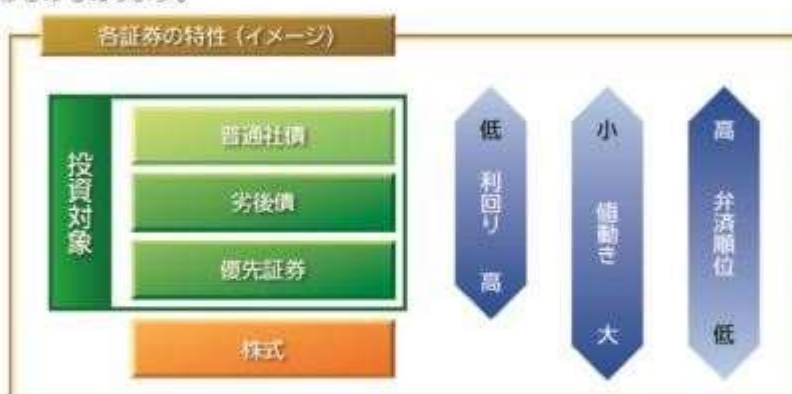 各証券の特性（イメージ）
投資対象
普通社債
劣後債
優先証券
株式
低 利回り 高
小 値動き 大
高 弁済順位 低